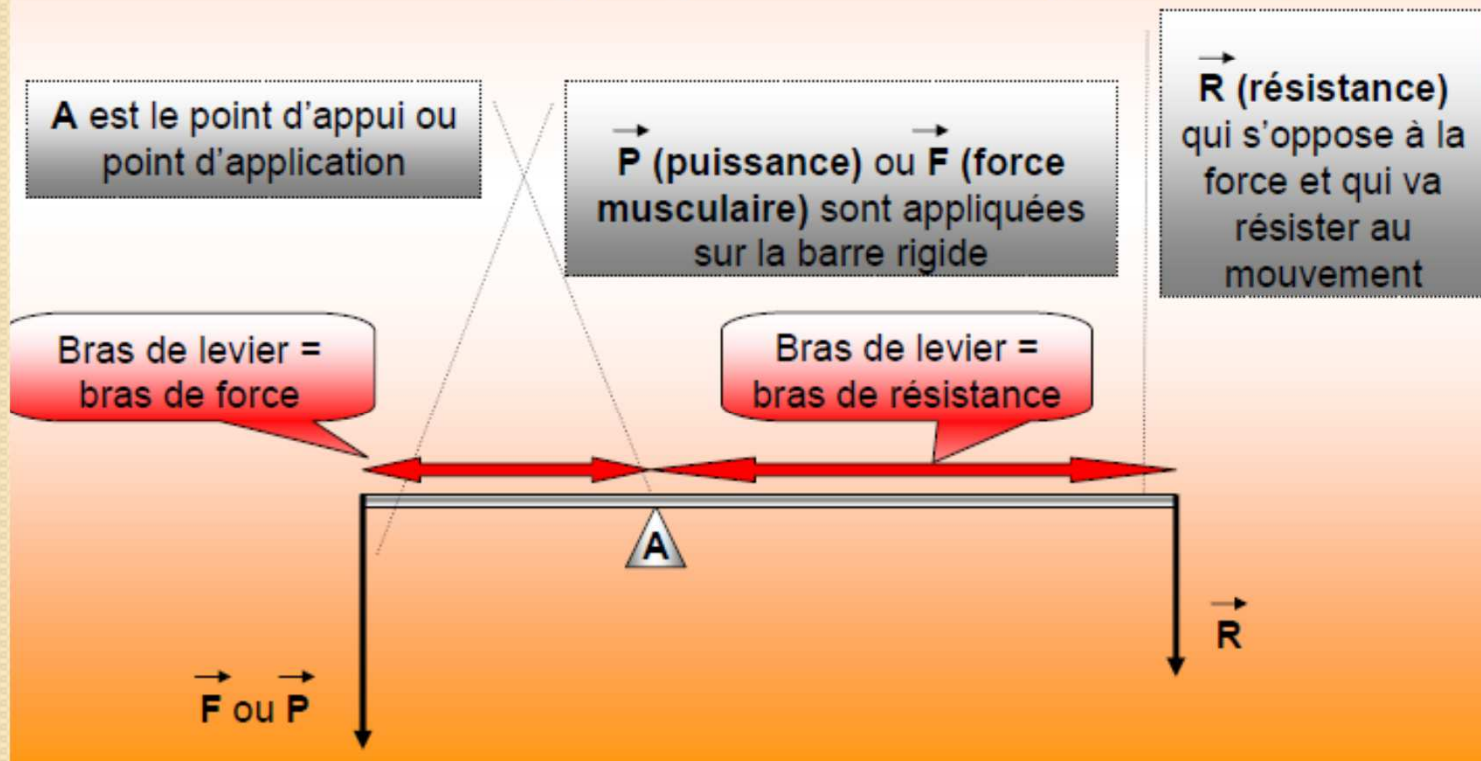 A est le point d'appui ou
point d'application
P (puissance) ou F (force
musculaire) sont appliquées
sur la barre rigide
R (résistance)
qui s'oppose à la
force et qui va
résister au
mouvement
Bras de levier =
bras de force
Bras de levier =
bras de résistance
A
F ou P
R